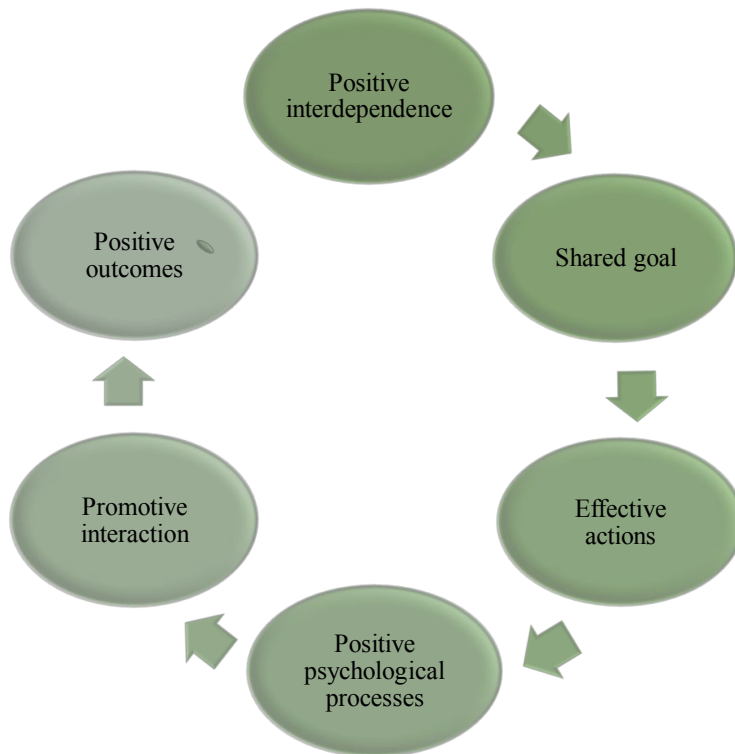 Positive
interdependence
Shared goal
Effective
actions
Positive
psychological
processes
Promotive
interaction
Positive
outcomes